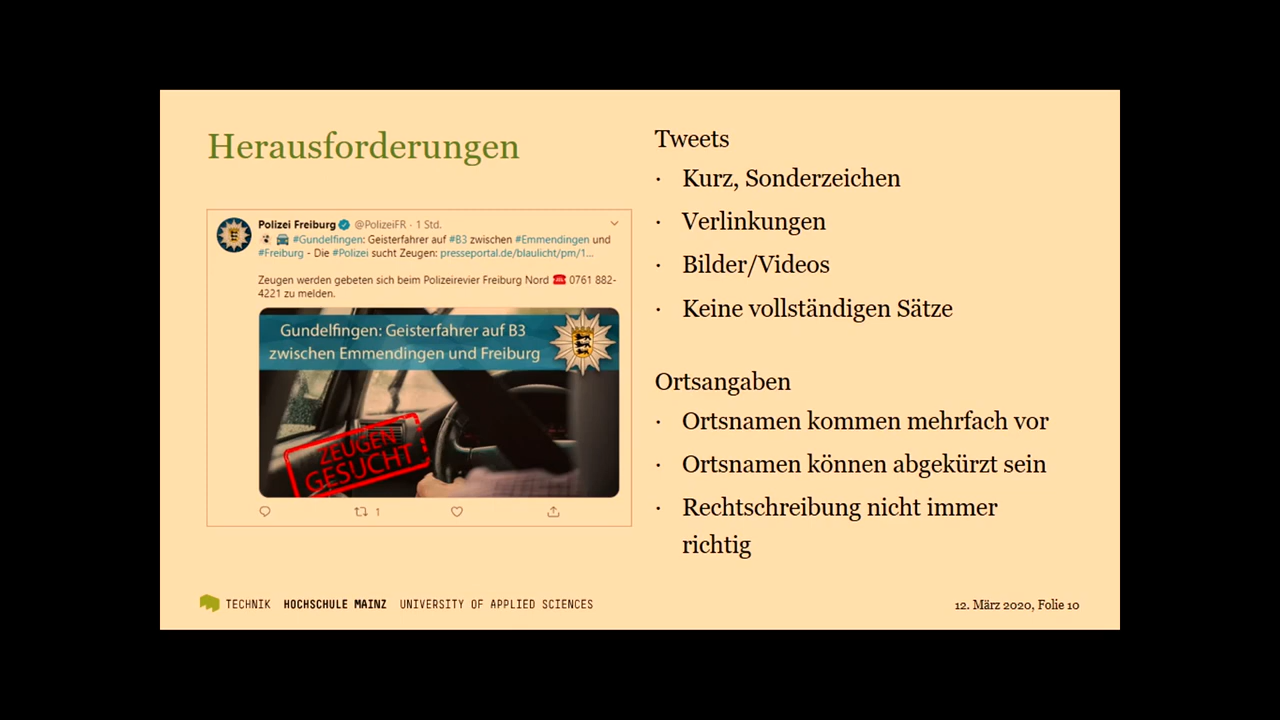 Herausforderungen
Polizei Freiburg @PolizeiFR · 1 Std.
#Gundelfingen: Geisterfahrer auf #B3 zwischen #Emmendingen und
#Freiburg - Die #Polizei sucht Zeugen: presseportal.de/blaulicht/pm/1...
Zeugen werden gebeten sich beim Polizeirevier Freiburg Nord ☎ 0761 882-
4221 zu melden.
Gundelfingen: Geisterfahrer auf B3
zwischen Emmendingen und Freiburg
ZEUGEN
GESUCHT
1
Tweets
· Kurz, Sonderzeichen
· Verlinkungen
· Bilder/Videos
· Keine vollständigen Sätze
Ortsangaben
· Ortsnamen kommen mehrfach vor
· Ortsnamen können abgekürzt sein
· Rechtschreibung nicht immer
richtig
TECHNIK HOCHSCHULE MAINZ UNIVERSITY OF APPLIED SCIENCES
12. März 2020, Folie 10